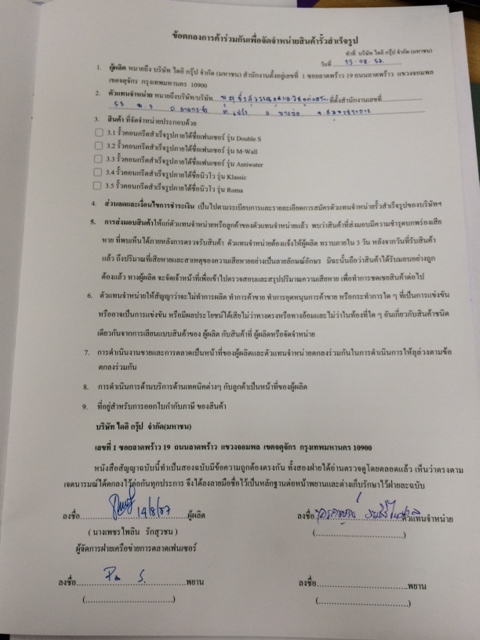 ข้อตกลงการค้าร่วมกันเพื่อจัดจำหน่ายสินค้ารั้วสำเร็จรูป
ทำที่ บริษัท ไดอิ กรุ๊ป จำกัด (มหาชน)
วันที่
1. ผู้ผลิต หมายถึง บริษัท ไดอิ กรุ๊ป จำกัด (มหาชน) สำนักงานตั้งอยู่เลขที่ 1 ซอยลาดพร้าว 19 ถนนลาดพร้าว แขวงจอมพล
เขตจตุจักร กรุงเทพมหานคร 10900
2. ตัวแทนจำหน่าย หมายถึงบริษัท/บริษัท ที่ตั้งสำนักงานเลขที่
3. สินค้า ที่จัดจำหน่ายประกอบด้วย
3.1 รั้วคอนกรีตสำเร็จรูปภายใต้ชื่อเฟนเซอร์ รุ่น Double S
3.2 รั้วคอนกรีตสำเร็จรูปภายใต้ชื่อเฟนเซอร์ รุ่น M-Wall
3.3 รั้วคอนกรีตสำเร็จรูปภายใต้ชื่อเฟนเซอร์ รุ่น Antiwater
3.4 รั้วคอนกรีตสำเร็จรูปภายใต้ชื่อนิวไว รุ่น Klassic
3.5 รั้วคอนกรีตสำเร็จรูปภายใต้ชื่อนิวไว รุ่น Roma
4. ส่วนลดและเงื่อนไขการชำระเงิน เป็นไปตามระเบียบการและรายละเอียดการสมัครตัวแทนจำหน่ายรั้วสำเร็จรูปของบริษัทฯ
5. การส่งมอบสินค้าให้แก่ตัวแทนจำหน่ายหรือลูกค้าของตัวแทนจำหน่ายแล้ว พบว่าสินค้าที่ส่งมอบมีความชำรุดบกพร่องเสีย
หาย ที่พบเห็นได้ภายหลังการตรวจรับสินค้า ตัวแทนจำหน่ายต้องแจ้งให้ผู้ผลิต ทราบภายใน 3 วัน หลังจากวันที่รับสินค้า
แล้ว ถึงปริมาณที่เสียหายและสาเหตุของความเสียหายอย่างเป็นลายลักษณ์อักษร มิฉะนั้นถือว่าสินค้าได้รับมอบอย่างถูก
ต้องแล้ว ทางผู้ผลิต จะจัดเจ้าหน้าที่เพื่อเข้าไปตรวจสอบและสรุปปริมาณความเสียหาย เพื่อทำการชดเชยสินค้าต่อไป
6. ตัวแทนจำหน่ายให้สัญญาว่าจะไม่ทำการผลิต ทำการค้าขาย ทำการอุดหนุนการค้าขาย หรือกระทำการใด ๆ ที่เป็นการแข่งขัน
หรืออาจเป็นการแข่งขัน หรือมีผลประโยชน์ได้เสียไม่ว่าทางตรงหรือทางอ้อมและไม่ว่าในท้องที่ใด ๆ อันเกี่ยวกับสินค้าชนิด
เดียวกันจากการเลียนแบบสินค้าของ ผู้ผลิต กับสินค้าที่ ผู้ผลิตหรือจัดจำหน่าย
7. การดำเนินงานขายและการตลาดเป็นหน้าที่ของผู้ผลิตและตัวแทนจำหน่ายตกลงร่วมกันในการดำเนินการให้ลุล่วงตามข้อ
ตกลงร่วมกัน
8. การดำเนินการด้านบริการด้านเทคนิคต่างๆ กับลูกค้าเป็นหน้าที่ของผู้ผลิต
9. ที่อยู่สำหรับการออกใบกำกับภาษี ของสินค้า
บริษัท ไดอิ กรุ๊ป จำกัด(มหาชน)
เลขที่ 1 ซอยลาดพร้าว 19 ถนนลาดพร้าว แขวงจอมพล เขตจตุจักร กรุงเทพมหานคร 10900
หนังสือสัญญาฉบับนี้ทำเป็นสองฉบับมีข้อความถูกต้องตรงกัน ทั้งสองฝ่ายได้อ่านตรวจดูโดยตลอดแล้ว เห็นว่าตรงตาม
เจตนารมณ์ได้ตกลงไว้ต่อกันทุกประการ จึงได้ลงลายมือชื่อไว้เป็นหลักฐานต่อหน้าพยานและต่างเก็บรักษาไว้ฝ่ายละฉบับ
ลงชื่อ ผู้ผลิต ลงชื่อ ตัวแทนจำหน่าย
( นางเพชรไพลิน รักสุวชน )
ผู้จัดการฝ่ายเครือข่ายการตลาดเฟนเซอร์
ลงชื่อ พยาน ลงชื่อ พยาน
(..............................) (..............................)